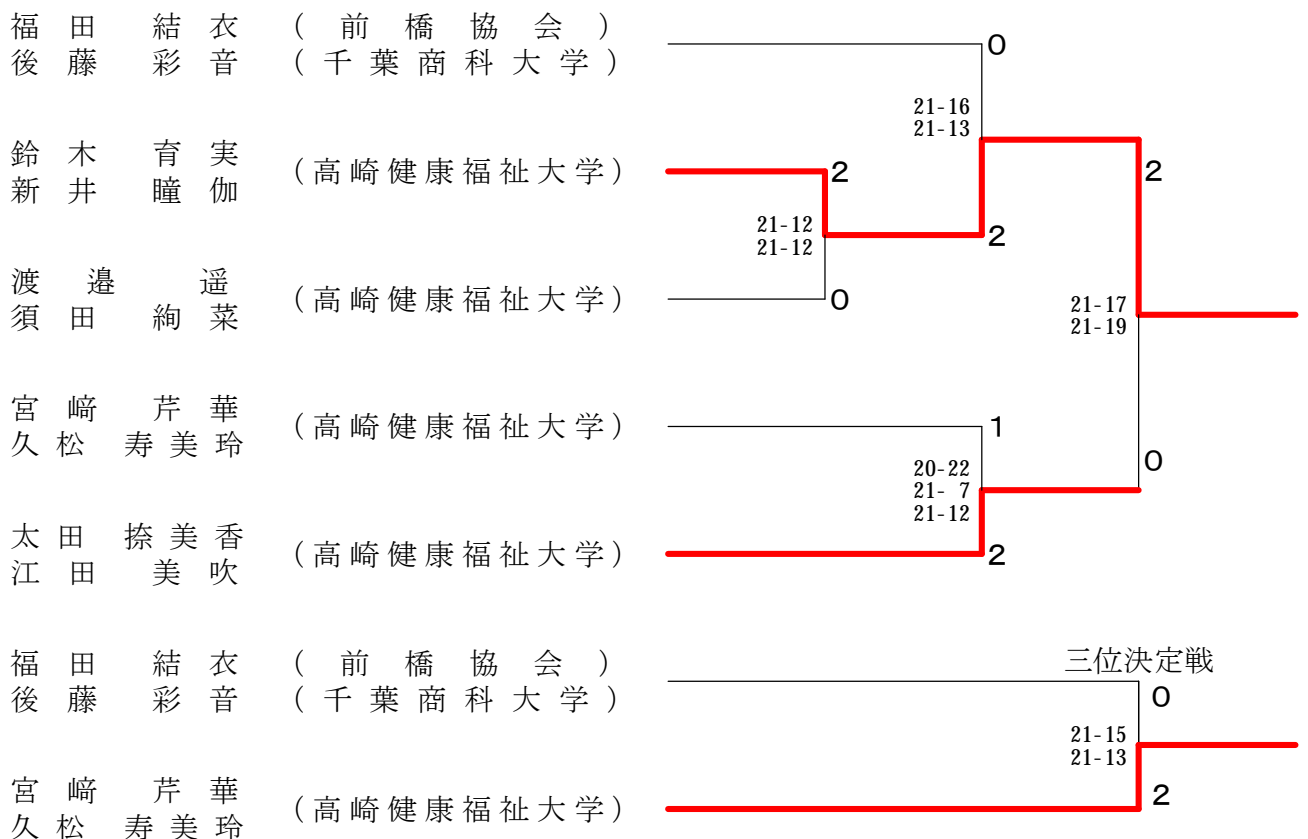 福田 結衣 (前橋協会)
後藤 彩音 (千葉商科大学)
0
21-16
21-13
鈴木 育実
新井 瞳伽
(高崎健康福祉大学)
2
2
21-12
21-12
2
渡邉 遥
須田 絢菜
(高崎健康福祉大学)
0
21-17
21-19
宮﨑 芹華
久松 寿美玲
(高崎健康福祉大学)
1
0
20-22
21- 7
21-12
太田 捺美香
江田 美吹
(高崎健康福祉大学)
2
三位決定戦
福田 結衣 (前橋協会)
後藤 彩音 (千葉商科大学)
0
21-15
21-13
宮﨑 芹華
久松 寿美玲
(高崎健康福祉大学)
2